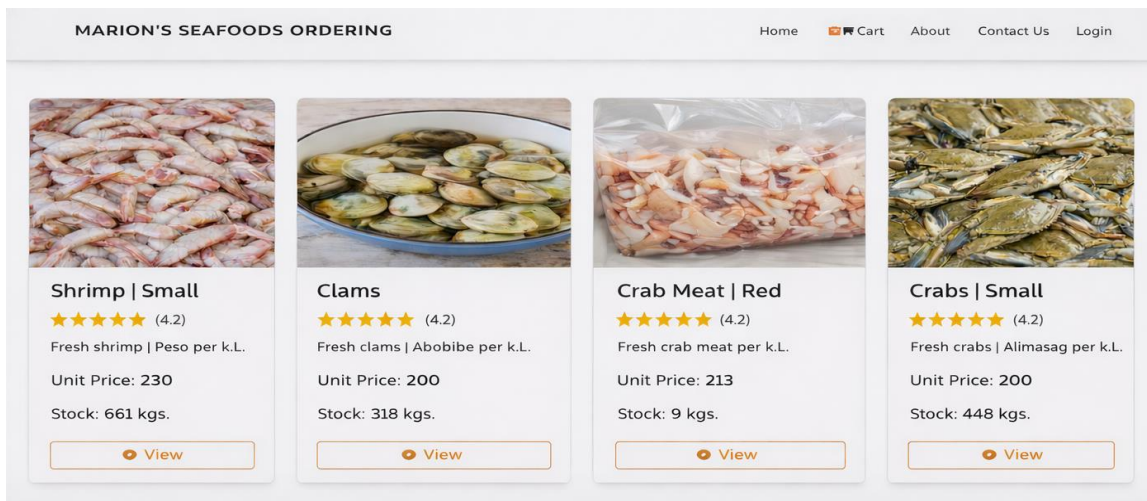 MARION'S SEAFOODS ORDERING
Home Cart About Contact Us Login
Shrimp | Small
(4.2)
Fresh shrimp | Peso per k.L.
Unit Price: 230
Stock: 661 kgs.
View
Clams
(4.2)
Fresh clams | Abobibe per k.L.
Unit Price: 200
Stock: 318 kgs.
View
Crab Meat | Red
(4.2)
Fresh crab meat per k.L.
Unit Price: 213
Stock: 9 kgs.
View
Crabs | Small
(4.2)
Fresh crabs | Alimasag per k.L.
Unit Price: 200
Stock: 448 kgs.
View